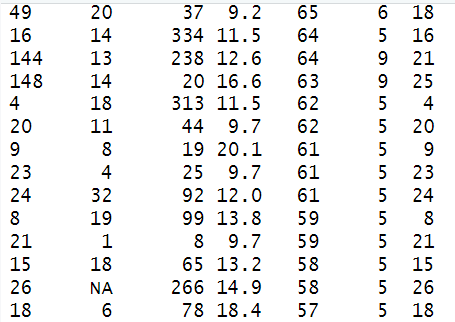 49 20 37 9.2 65 6 18
16 14 334 11.5 64 5 16
144 13 238 12.6 64 9 21
148 14 20 16.6 63 9 25
4 18 313 11.5 62 5 4
20 11 44 9.7 62 5 20
9 8 19 20.1 61 5 9
23 4 25 9.7 61 5 23
24 32 92 12.0 61 5 24
8 19 99 13.8 59 5 8
21 1 8 9.7 59 5 21
15 18 65 13.2 58 5 15
26 NA 266 14.9 58 5 26
18 6 78 18.4 57 5 18